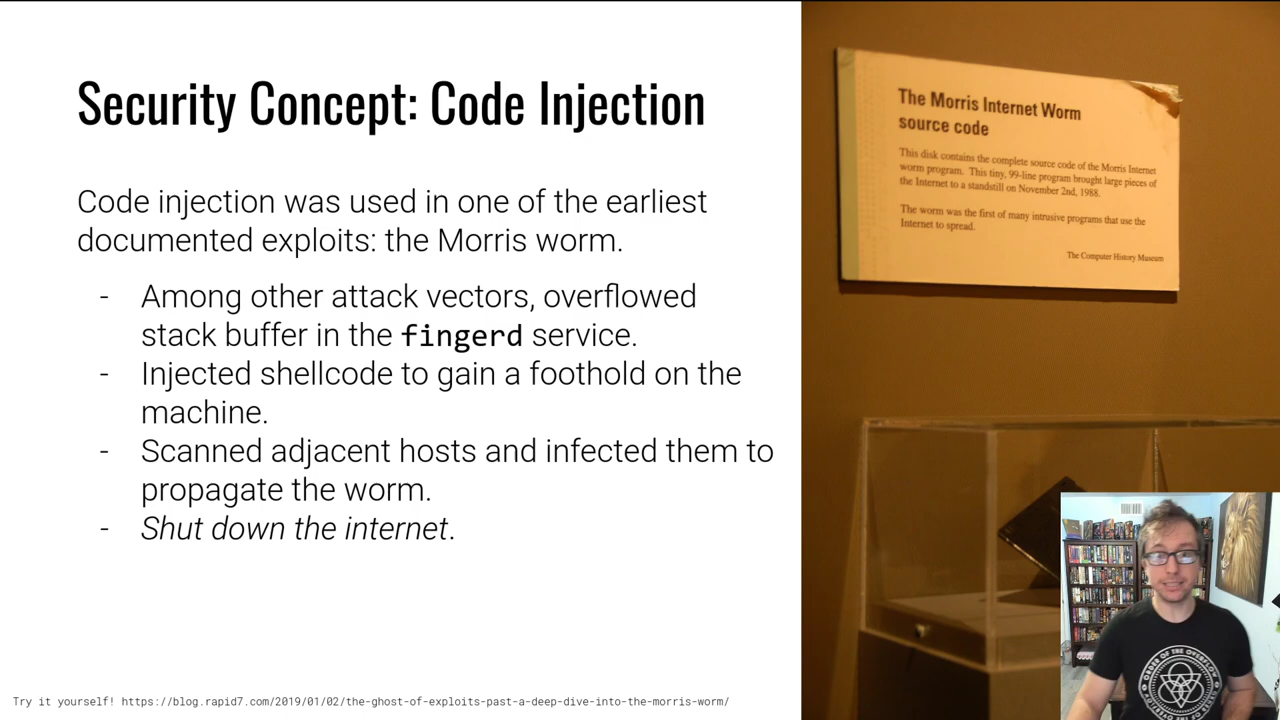 Security Concept: Code Injection
Code injection was used in one of the earliest
documented exploits: the Morris worm.
- Among other attack vectors, overflowed
stack buffer in the fingerd service.
- Injected shellcode to gain a foothold on the
machine.
- Scanned adjacent hosts and infected them to
propagate the worm.
- Shut down the internet.
Try it yourself! https://blog.rapid7.com/2019/01/02/the-ghost-of-exploits-past-a-deep-dive-into-the-morris-worm/
The Morris Internet Worm
source code
This disk contains the complete source code of the Morris Internet
worm program. This tiny, 99-line program brought large pieces of
the Internet to a standstill on November 2nd, 1988.
The worm was the first of many intrusive programs that use the
Internet to spread.
The Computer History Museum
ORDER OF THE OVERFLOW